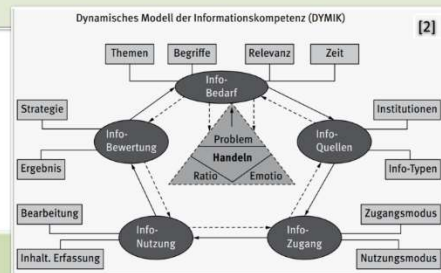 Dynamisches Modell der Informationskompetenz (DYMIK)
[2]
Themen
Begriffe
Relevanz
Zeit
Info-
Bedarf
Strategie
Info-
Bewertung
Ergebnis
Institutionen
Info-
Quellen
Info-Typen
Problem
Handeln
Ratio
Emotio
Bearbeitung
Info-
Nutzung
Inhalt. Erfassung
Zugangsmodus
Info-
Zugang
Nutzungsmodus